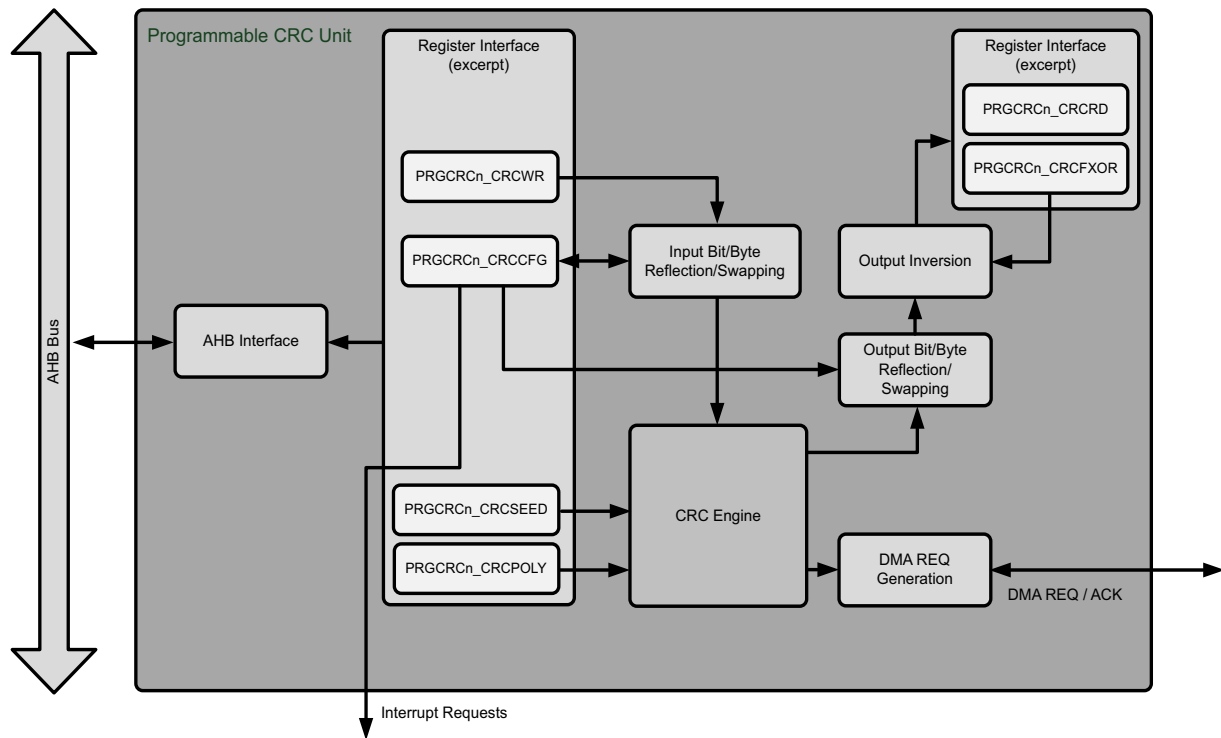 Programmable CRC Unit
Register Interface
(excerpt)
Register Interface
(excerpt)
PRGCRCn_CRCRD
PRGCRCn_CRCFXOR
PRGCRCn_CRCWR
PRGCRCn_CRCCFG
Input Bit/Byte
Reflection/Swapping
Output Inversion
AHB Bus
AHB Interface
Output Bit/Byte
Reflection/
Swapping
PRGCRCn_CRCSEED
CRC Engine
PRGCRCn_CRCPOLY
DMA REQ
Generation
DMA REQ / ACK
Interrupt Requests